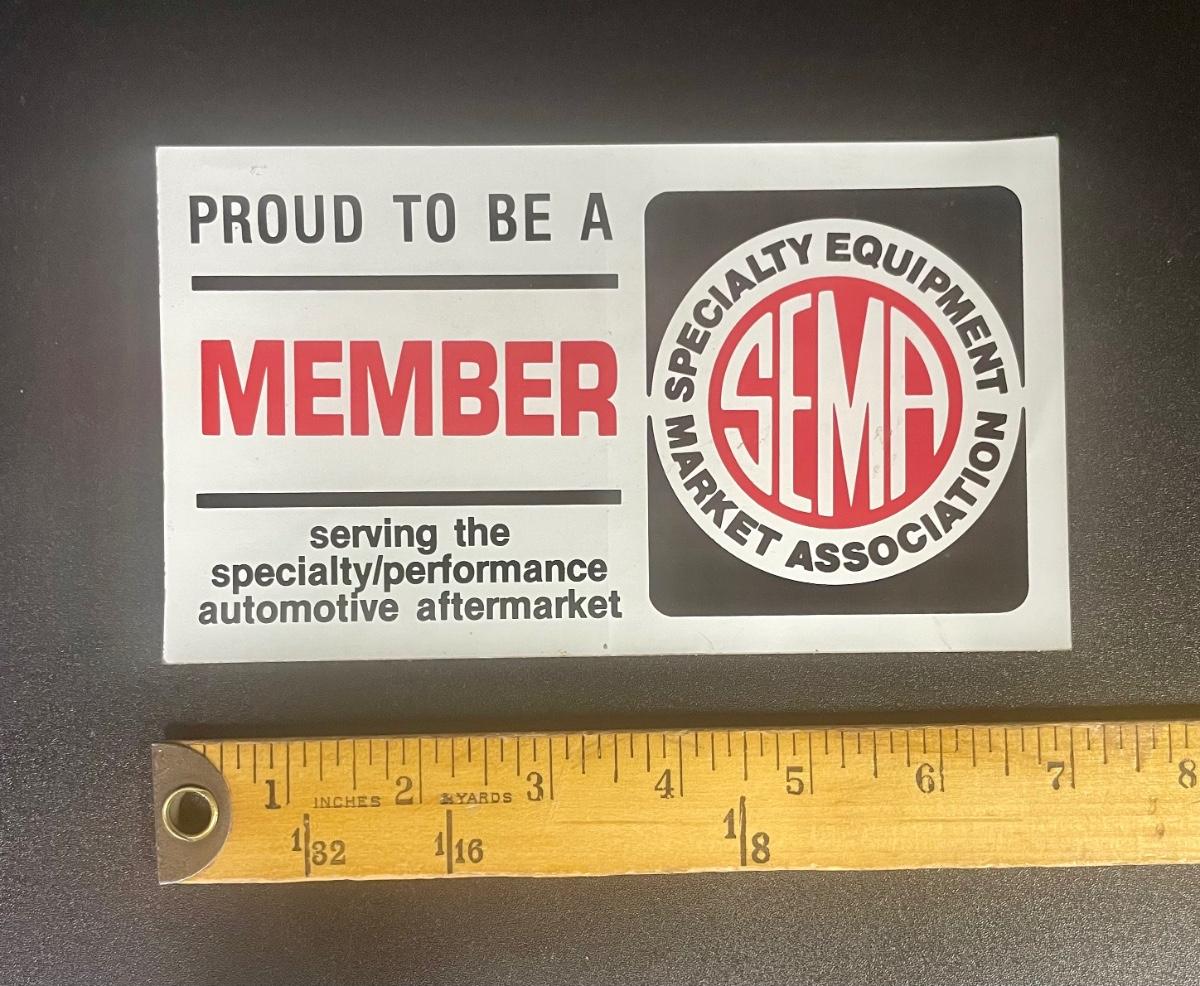 PROUD TO BE A
MEMBER
serving the
specialty/performance
automotive aftermarket
SPECIALTY EQUIPMENT
SEMA
MARKET ASSOCIATION
1 2 3 4 5 6 7 8
INCHES YARDS
1/32 1/16 1/8